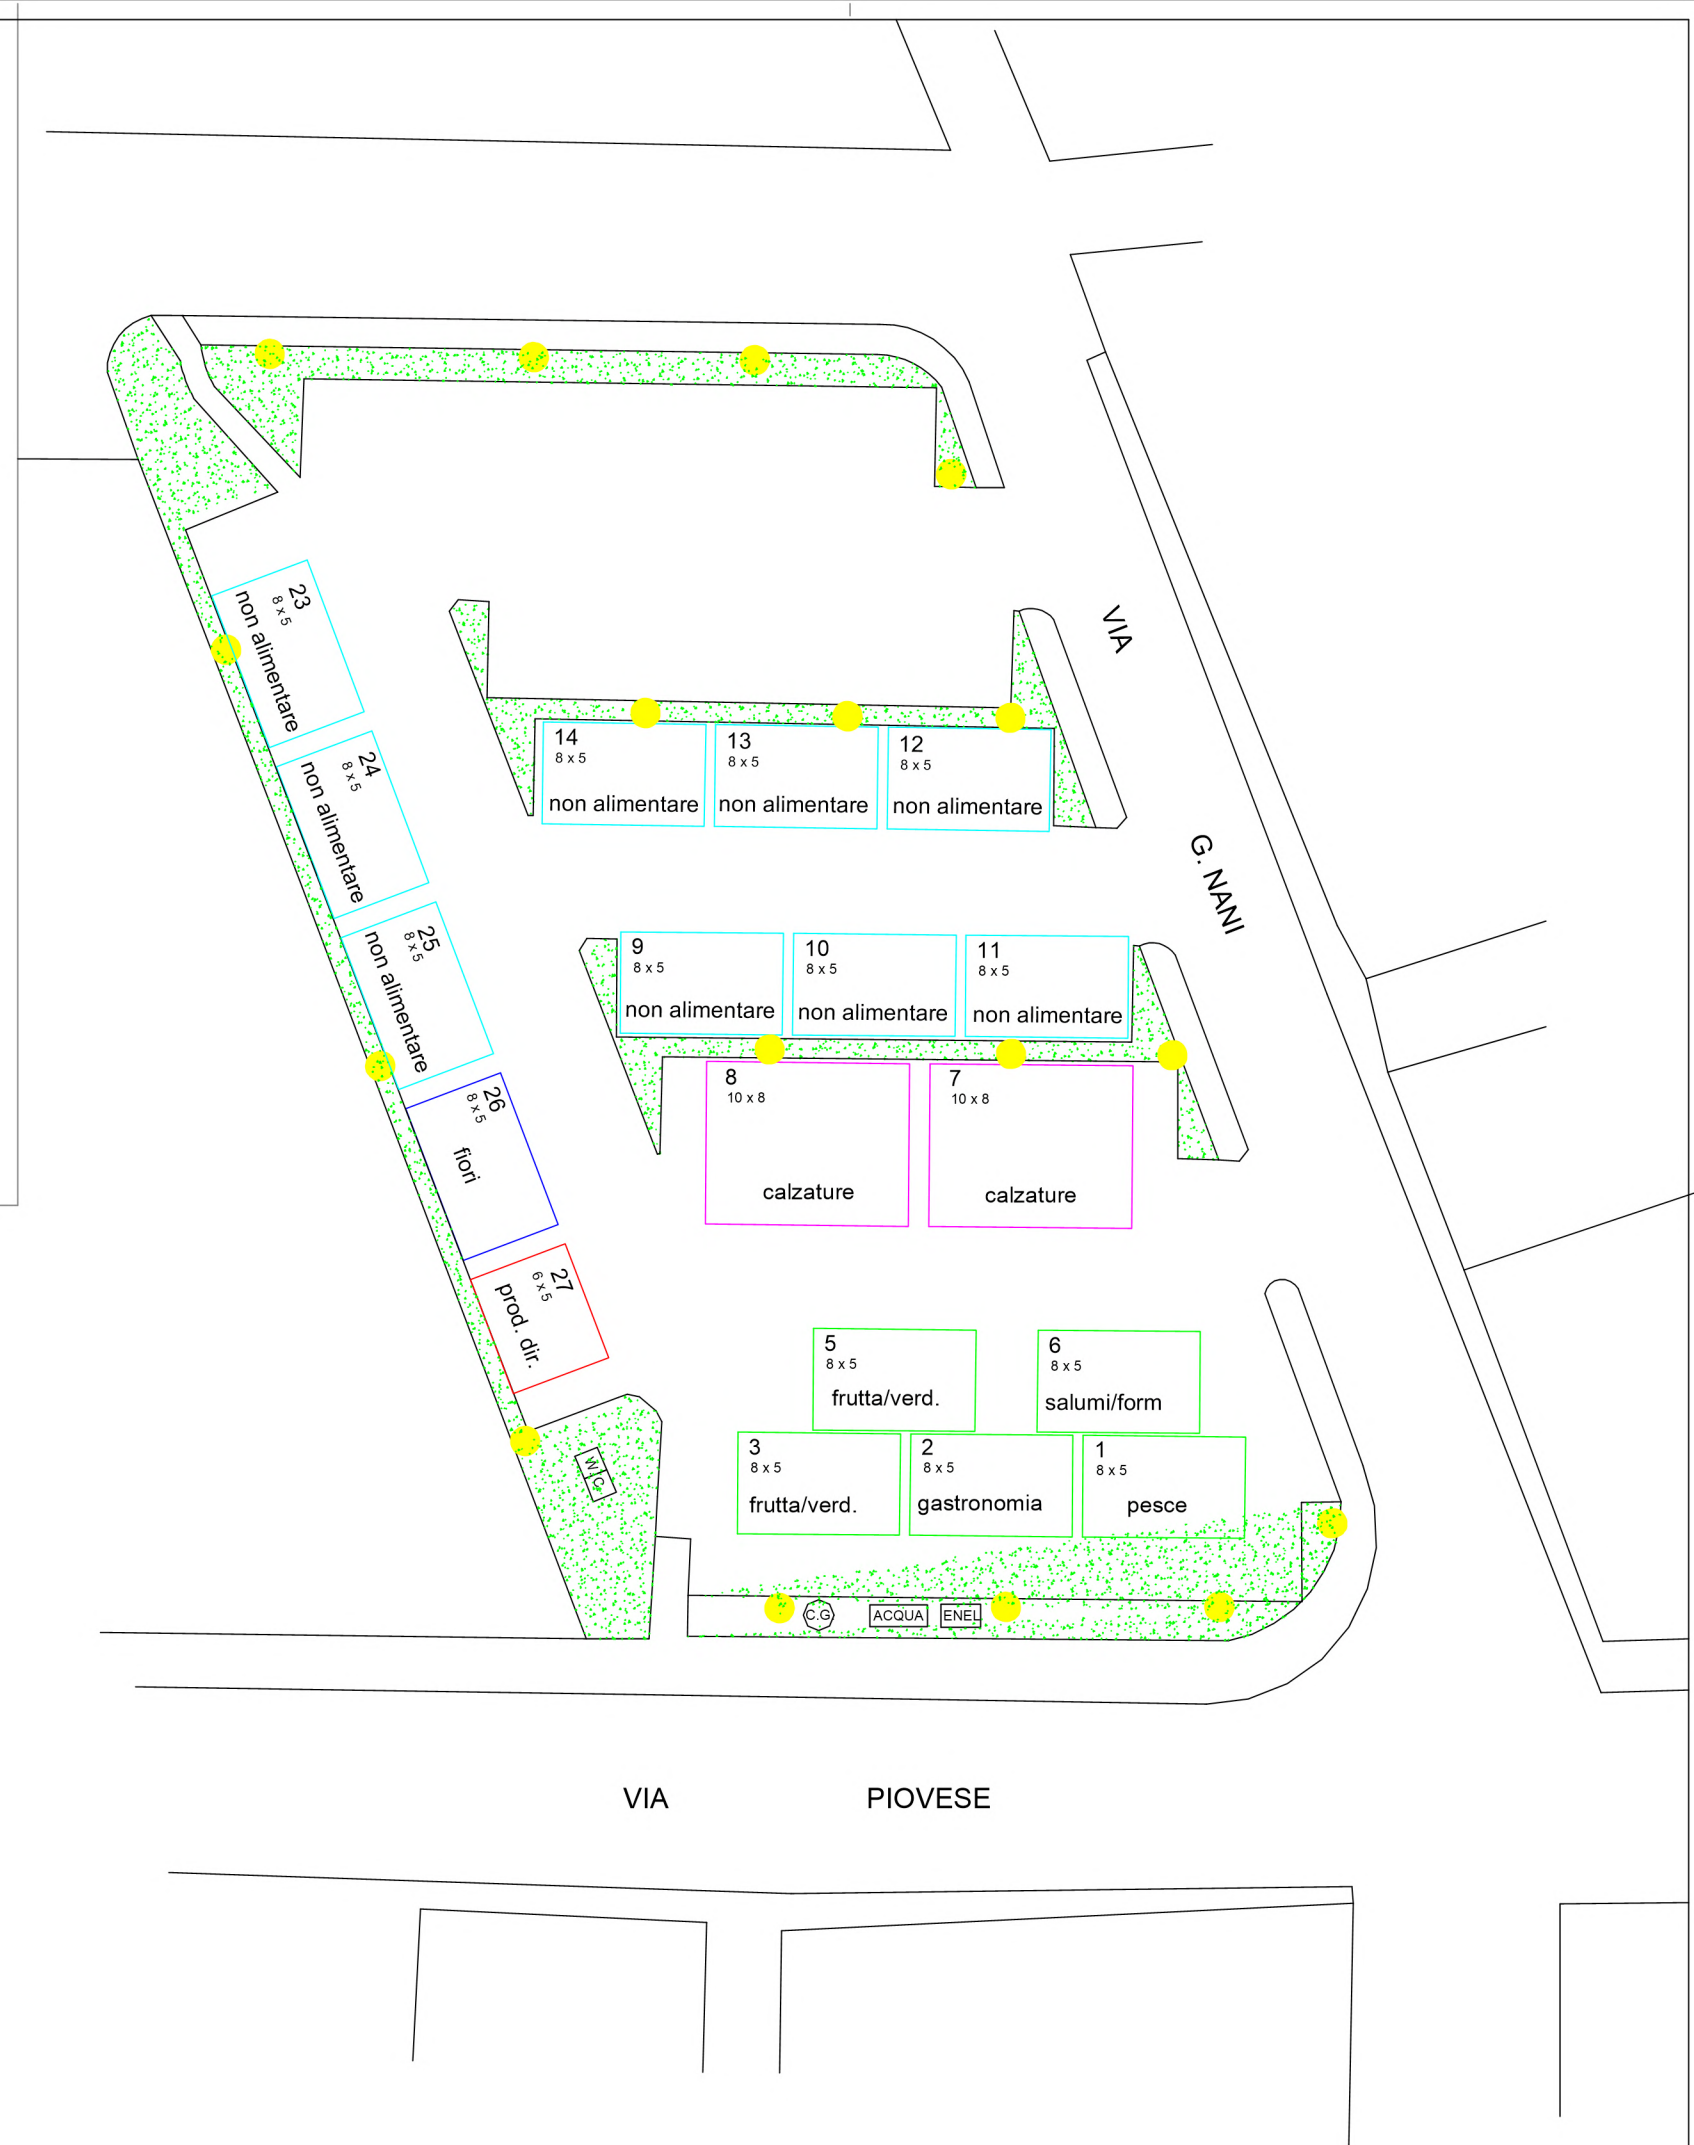 23
8 x 5
non alimentare
VIA
14
8 x 5
non alimentare
13
8 x 5
non alimentare
12
8 x 5
non alimentare
24
8 x 5
non alimentare
G. NANI
25
8 x 5
non alimentare
9
8 x 5
non alimentare
10
8 x 5
non alimentare
11
8 x 5
non alimentare
26
8 x 5
fiori
8
10 x 8
calzature
7
10 x 8
calzature
27
6 x 5
prod. dir.
5
8 x 5
frutta/verd.
6
8 x 5
salumi/form
3
8 x 5
frutta/verd.
2
8 x 5
gastronomia
1
8 x 5
pesce
W.C.
C.G
ACQUA
ENEL
VIA PIOVESE